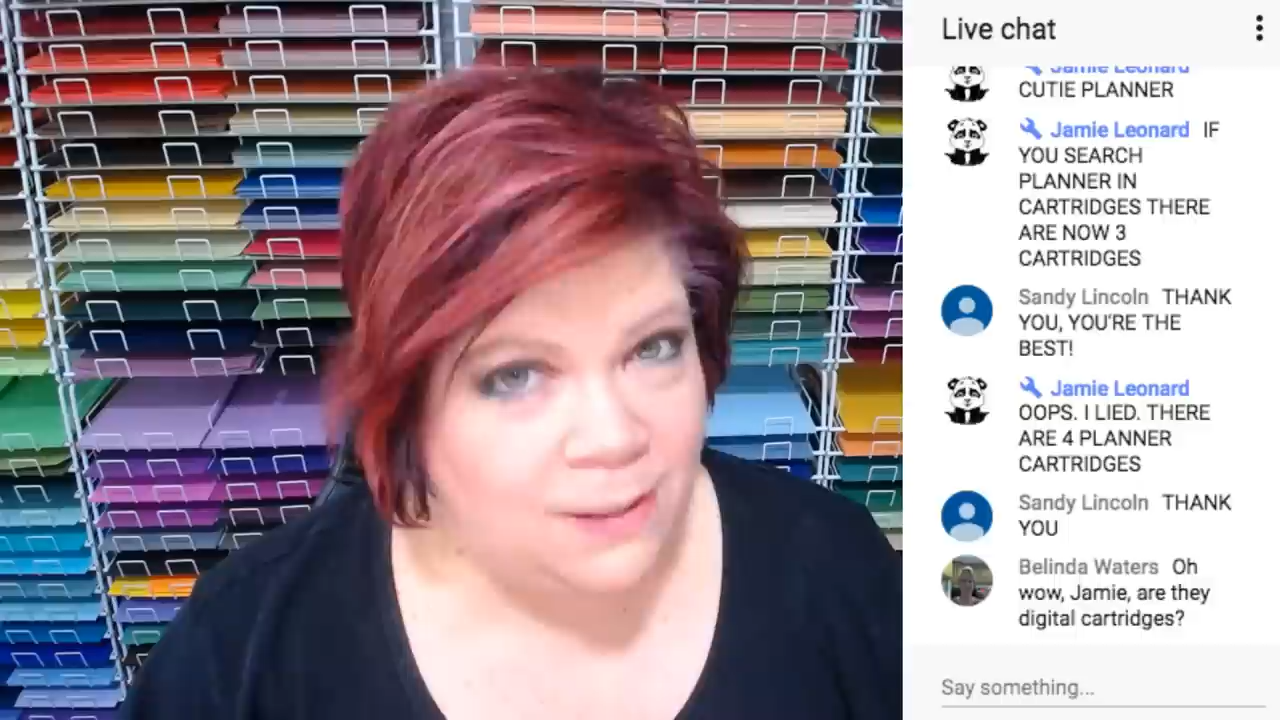 Live chat
Jamie Leonard
CUTIE PLANNER
Jamie Leonard IF
YOU SEARCH
PLANNER IN
CARTRIDGES THERE
ARE NOW 3
CARTRIDGES
Sandy Lincoln THANK
YOU, YOU'RE THE
BEST!
Jamie Leonard
OOPS. I LIED. THERE
ARE 4 PLANNER
CARTRIDGES
Sandy Lincoln THANK
YOU
Belinda Waters Oh
wow, Jamie, are they
digital cartridges?
Say something...